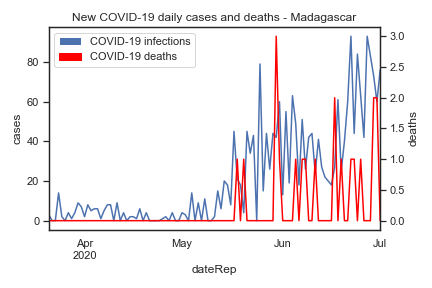 New COVID-19 daily cases and deaths - Madagascar
COVID-19 infections
COVID-19 deaths
cases
80
60
40
20
0
deaths
3.0
2.5
2.0
1.5
1.0
0.5
0.0
Apr
2020
May
Jun
Jul
dateRep